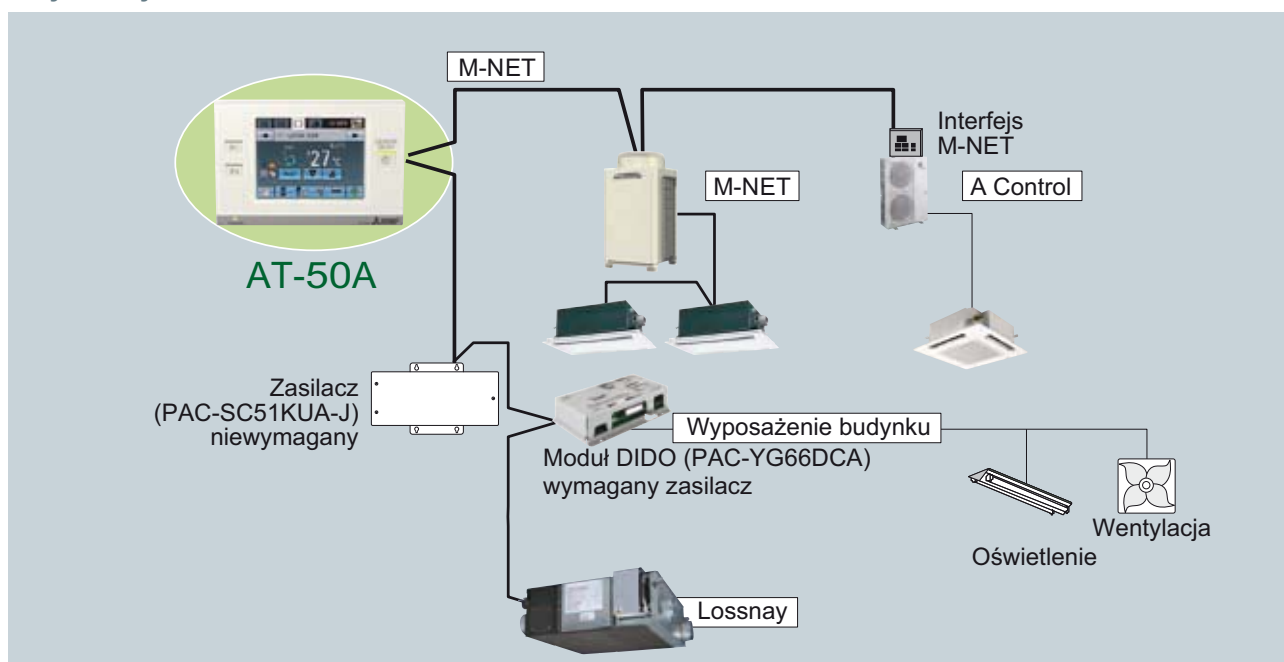 M-NET
Interfejs
M-NET
M-NET
A Control
27
AT-50A
Zasilacz
(PAC-SC51KUA-J)
niewymagany
Wyposażenie budynku
Moduł DIDO (PAC-YG66DCA)
wymagany zasilacz
Wentylacja
Oświetlenie
Lossnay